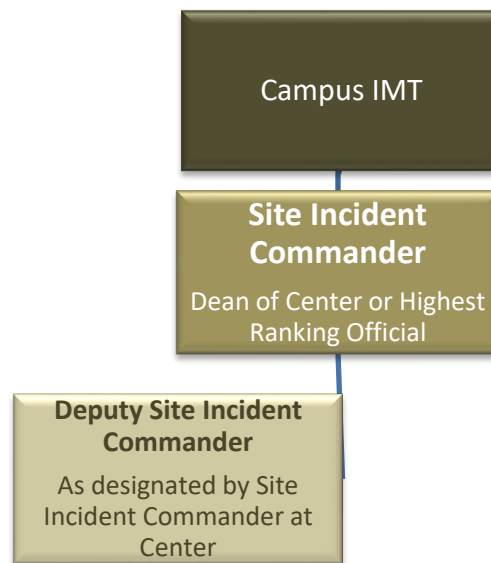 Campus IMT
Site Incident
Commander
Dean of Center or Highest
Ranking Official
Deputy Site Incident
Commander
As designated by Site
Incident Commander at
Center